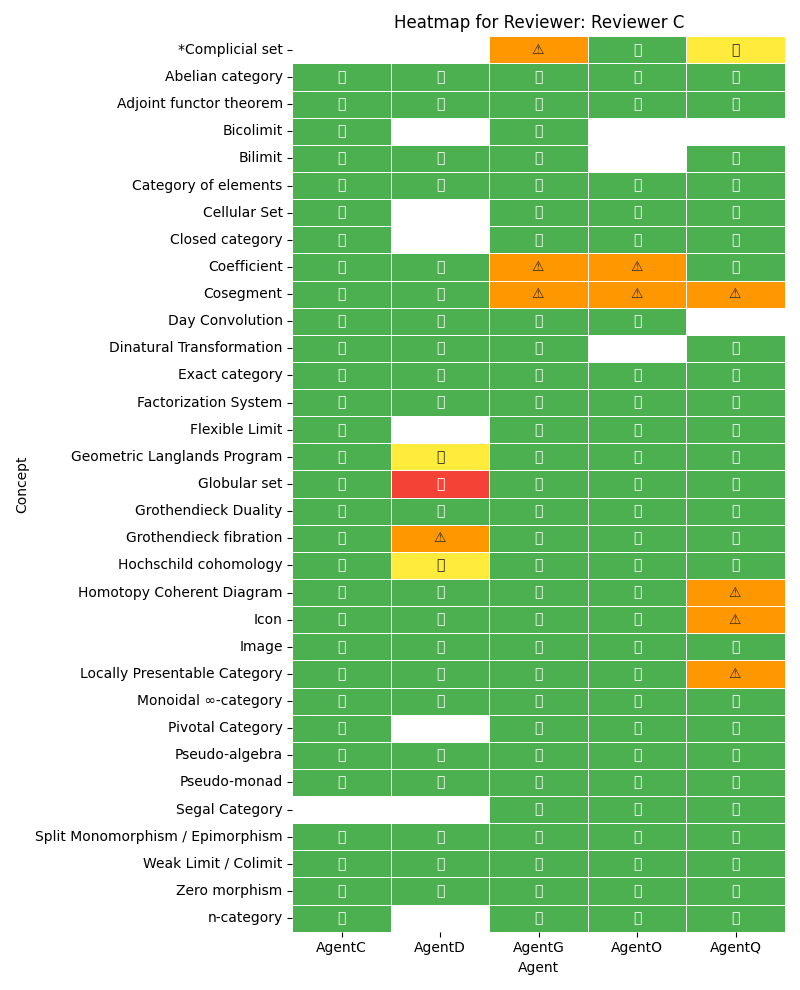 Heatmap for Reviewer: Reviewer C
*Complicial set ⚠
Abelian category
Adjoint functor theorem
Bicolimit
Bilimit
Category of elements
Cellular Set
Closed category
Coefficient ⚠ ⚠
Cosegment ⚠ ⚠ ⚠
Day Convolution
Dinatural Transformation
Exact category
Factorization System
Flexible Limit
Geometric Langlands Program
Globular set
Grothendieck Duality
Grothendieck fibration ⚠
Hochschild cohomology
Homotopy Coherent Diagram ⚠
Icon ⚠
Image
Locally Presentable Category ⚠
Monoidal ∞-category
Pivotal Category
Pseudo-algebra
Pseudo-monad
Segal Category
Split Monomorphism / Epimorphism
Weak Limit / Colimit
Zero morphism
n-category
Concept
AgentC AgentD AgentG AgentO AgentQ
Agent